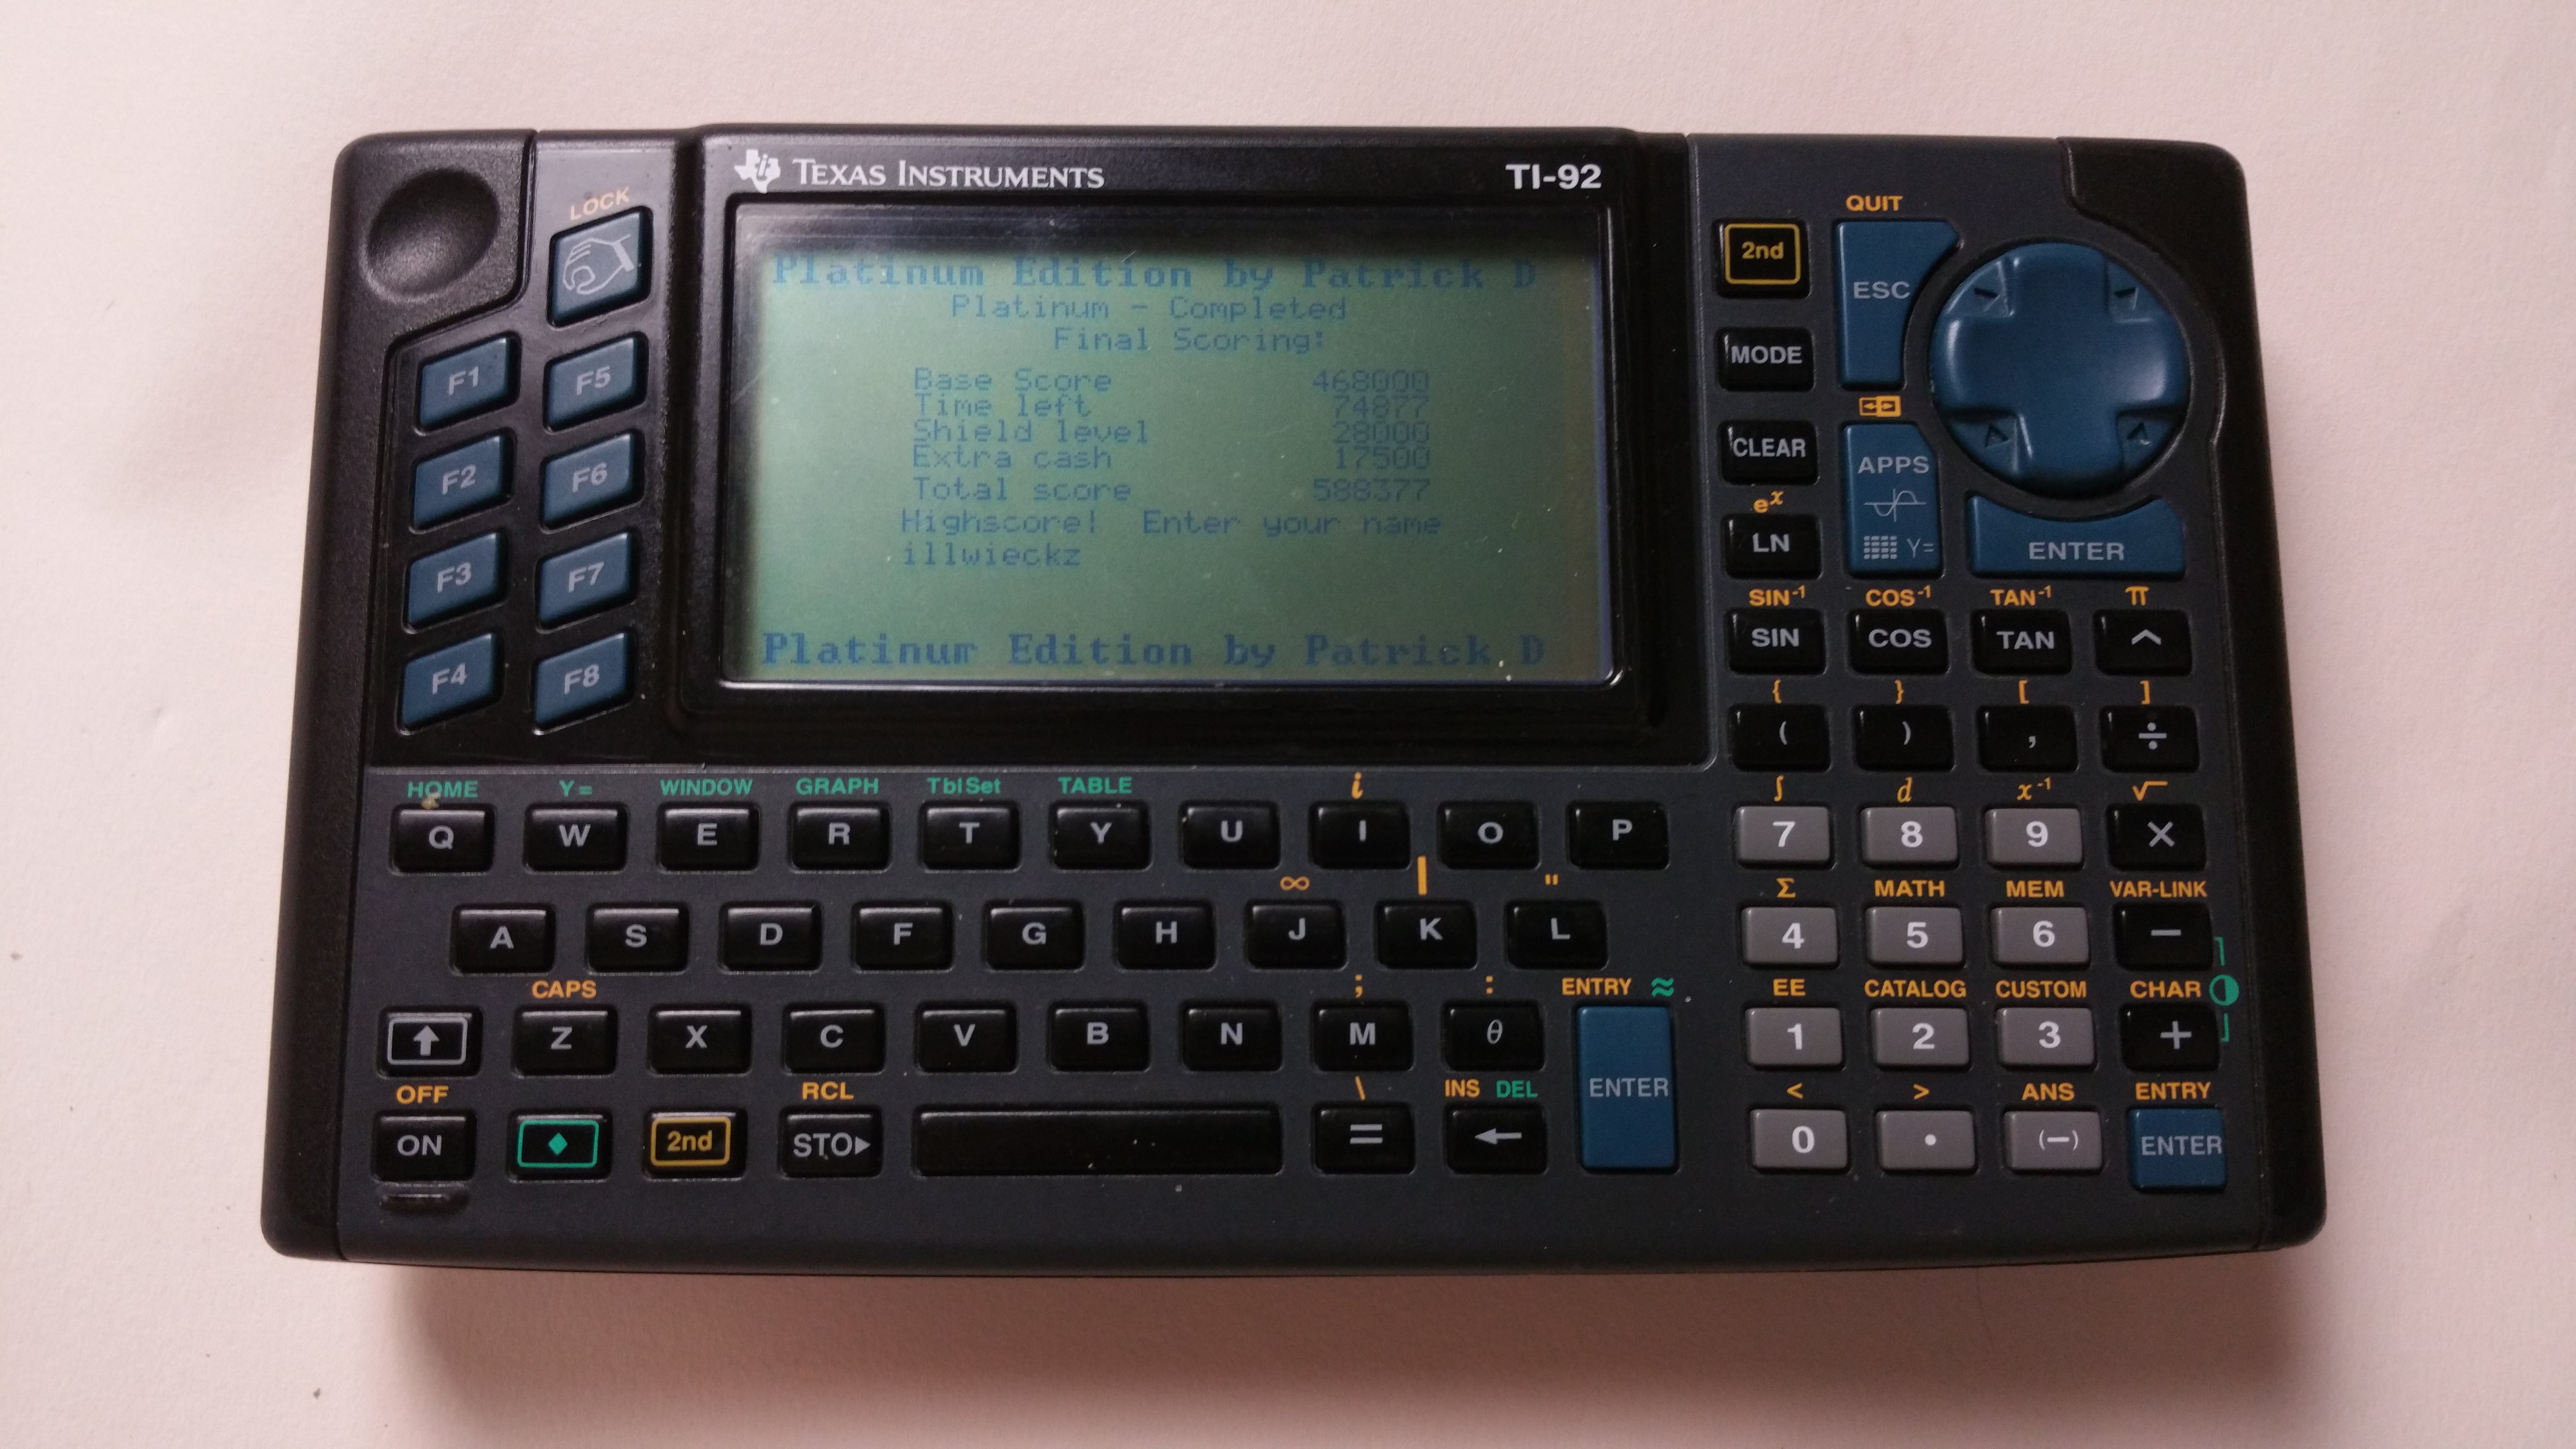 TEXAS INSTRUMENTS TI-92
Platinum Edition by Patrick D
Platinum - Completed
Final Scoring:
Base Score 468000
Time left 74877
Shield level 28000
Extra cash 17500
Total score 588377
Highscore! Enter your name
illwieckz
Platinum Edition by Patrick D
LOCK
F1 F5
F2 F6
F3 F7
F4 F8
QUIT
2nd ESC
MODE
CLEAR APPS
Y=
eˣ
LN ENTER
SIN⁻¹ COS⁻¹ TAN⁻¹ π
SIN COS TAN ^
{ } [ ]
( ) , ÷
∫ d x⁻¹ √
7 8 9 ×
Σ MATH MEM VAR-LINK
4 5 6 −
EE CATALOG CUSTOM CHAR
1 2 3 +
< > ANS ENTRY
0 . (−) ENTER
HOME Y= WINDOW GRAPH TblSet TABLE i
Q W E R T Y U I O P
∞ | "
A S D F G H J K L
CAPS ; : ENTRY ≈
↑ Z X C V B N M θ
OFF RCL \ INS DEL ENTER
ON ◆ 2nd STO▸ = ←